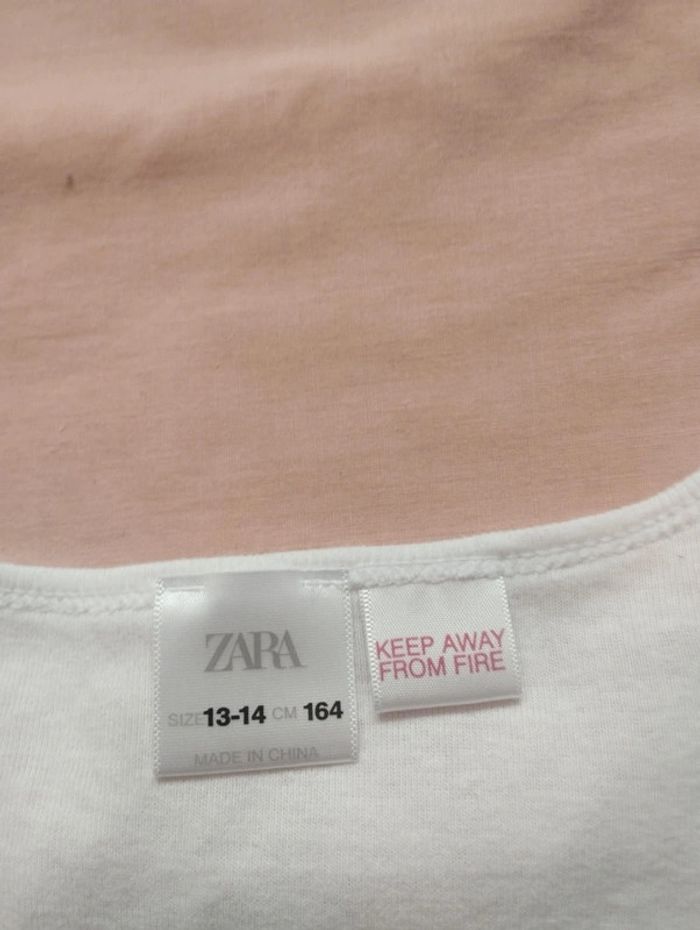 ZARA
SIZE 13-14 CM 164
MADE IN CHINA
KEEP AWAY
FROM FIRE